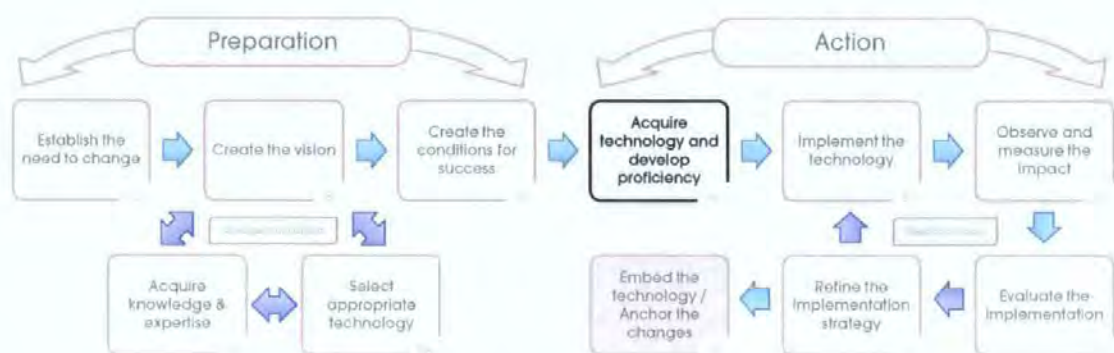 Preparation
Action
Establish the
need to change
Create the vision
Create the
conditions for
success
Acquire
technology and
develop
proficiency
Implement the
technology
Observe and
measure the
impact
Acquire
knowledge &
expertise
Select
appropriate
technology
Embed the
technology /
Anchor the
changes
Refine the
implementation
strategy
Evaluate the
implementation